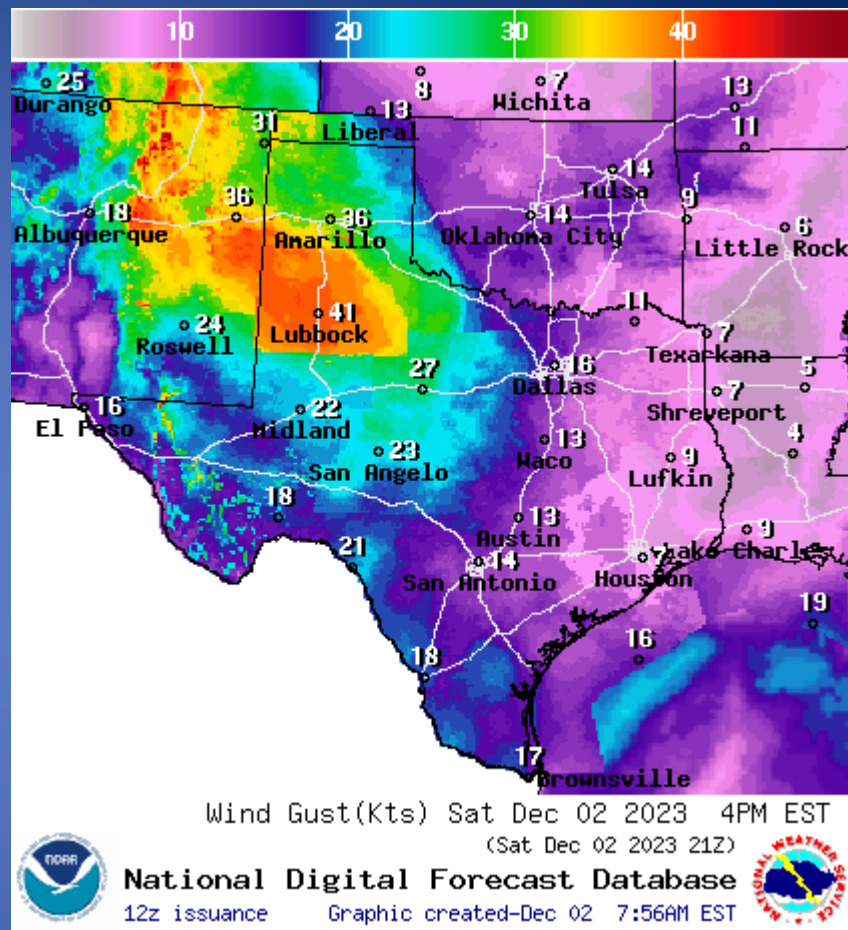 10 20 30 40
25
Durango
8
7
Wichita
13
Liberal
13
11
31
14
Tulsa
18
Albuquerque
36
36
Amarillo
14
Oklahoma City
9
6
Little Rock
24
Roswell
41
Lubbock
11
7
Texarkana
16
Dallas
27
7
Shreveport
5
16
El Paso
22
Midland
23
San Angelo
13
Waco
9
Lufkin
4
18
13
Austin
9
Lake Charle
21
14
San Antonio
Houston
19
18
16
17
Brownsville
Wind Gust(Kts) Sat Dec 02 2023 4PM EST
(Sat Dec 02 2023 21Z)
NOAA
National Digital Forecast Database
12z issuance Graphic created-Dec 02 7:56AM EST
NATIONAL WEATHER SERVICE